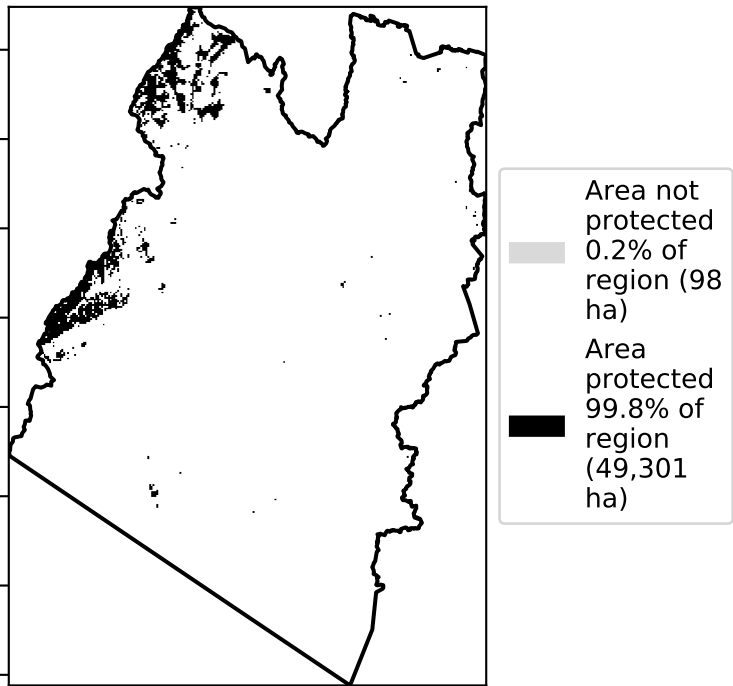 Area not
protected
0.2% of
region (98
ha)
Area
protected
99.8% of
region
(49,301
ha)